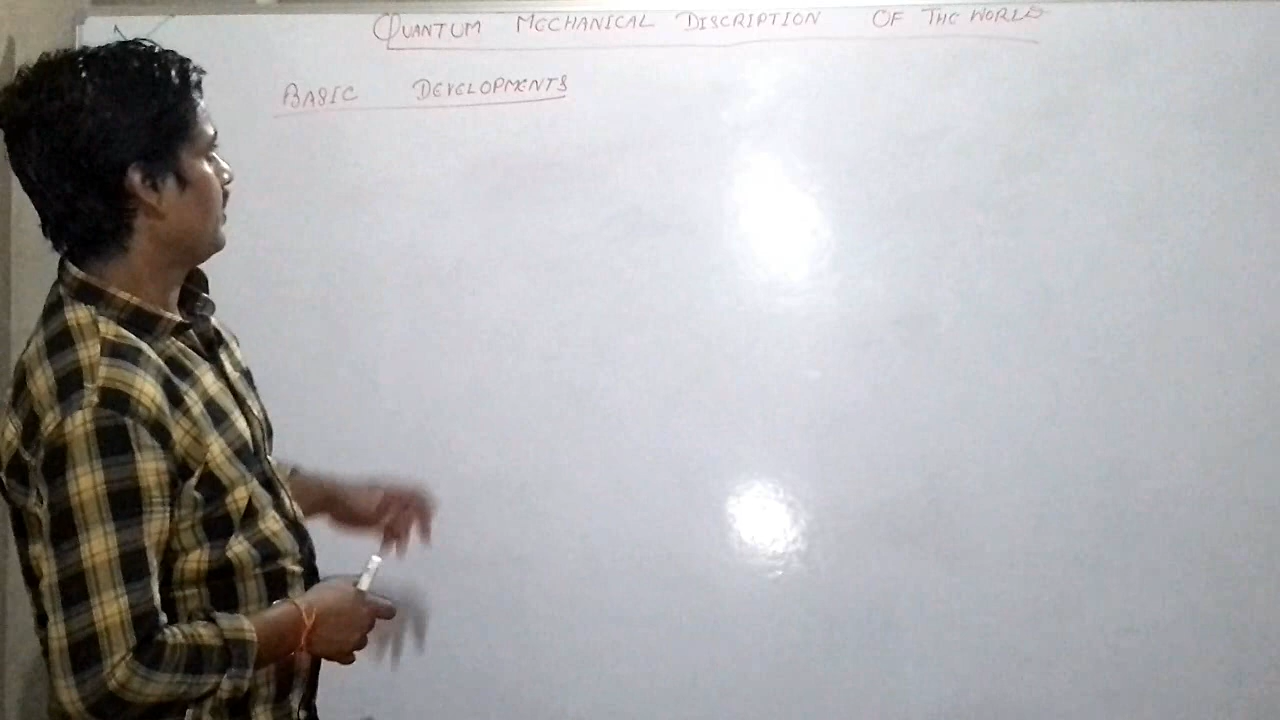 QUANTUM MECHANICAL DISCRIPTION OF THE WORLD
BASIC DEVELOPMENTS